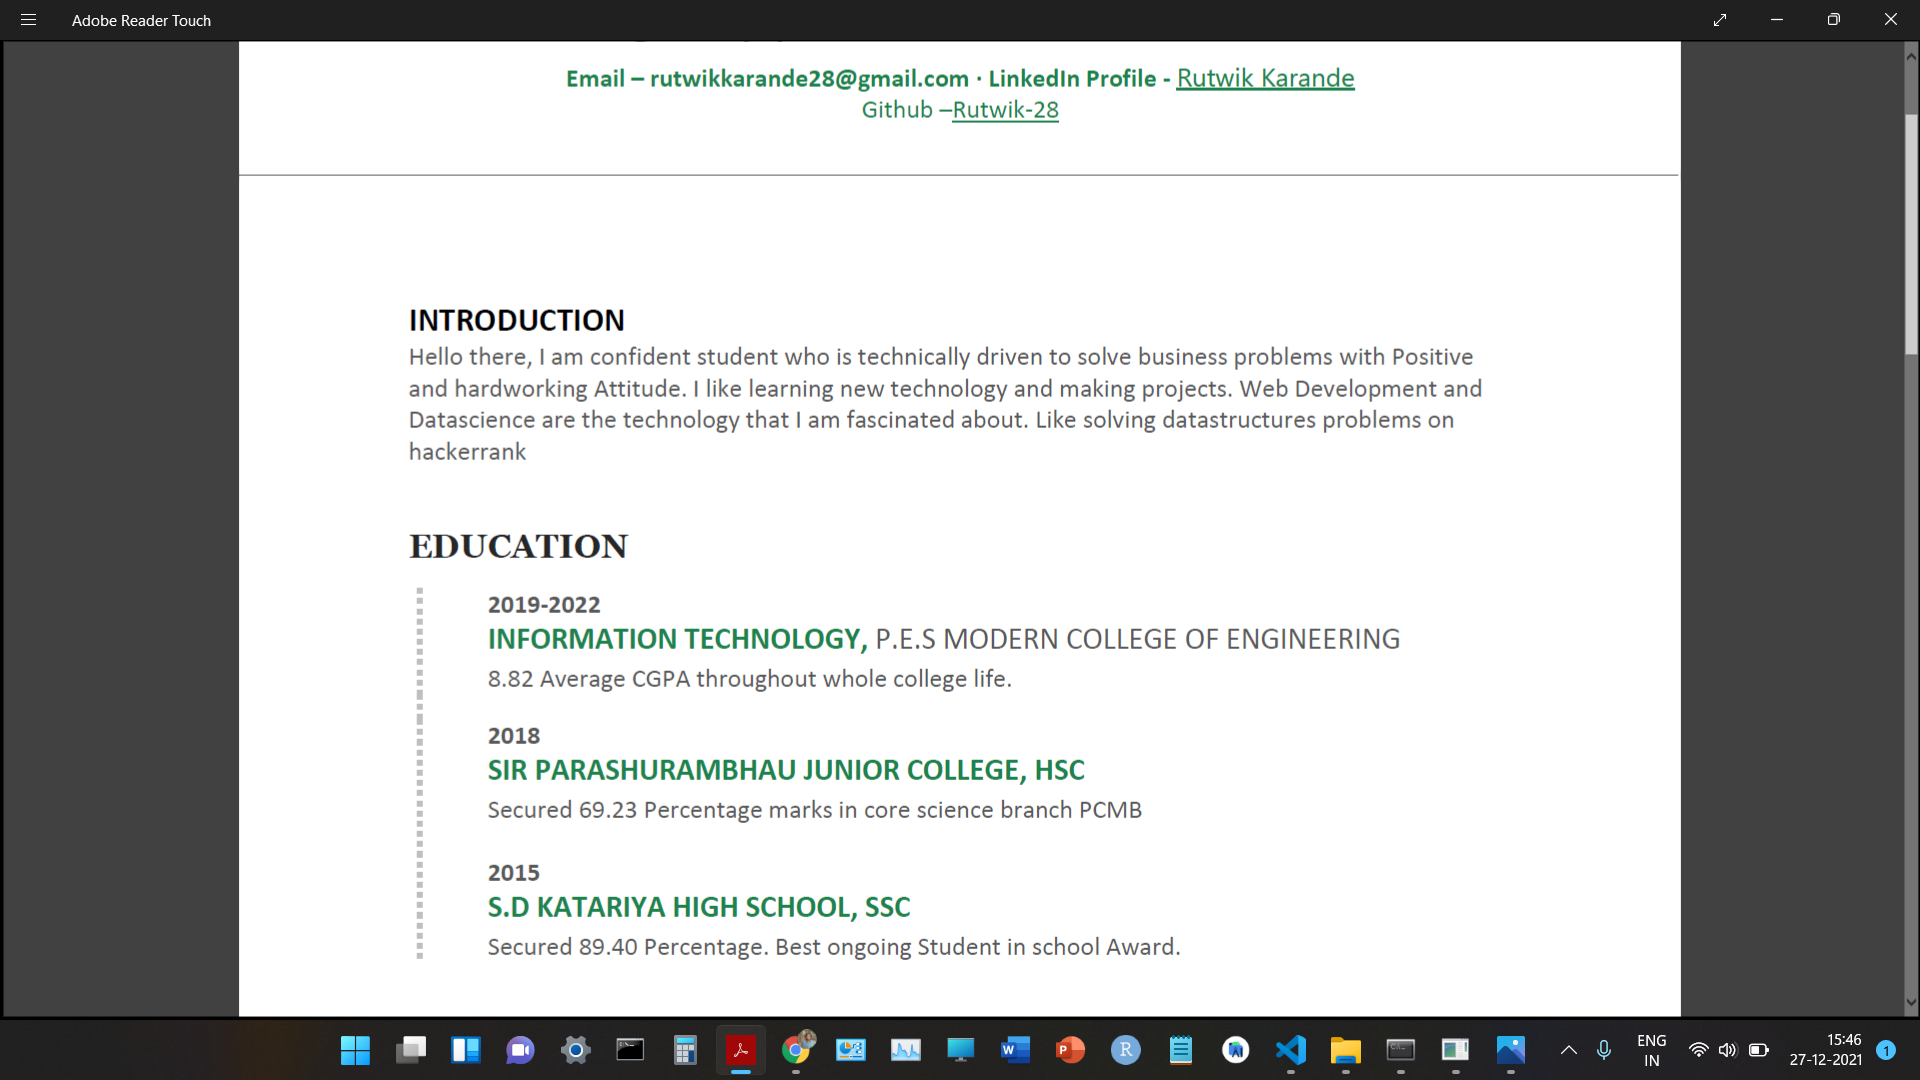 Adobe Reader Touch
Email – rutwikkarande28@gmail.com · LinkedIn Profile - Rutwik Karande
Github –Rutwik-28
INTRODUCTION
Hello there, I am confident student who is technically driven to solve business problems with Positive
and hardworking Attitude. I like learning new technology and making projects. Web Development and
Datascience are the technology that I am fascinated about. Like solving datastructures problems on
hackerrank
EDUCATION
2019-2022
INFORMATION TECHNOLOGY, P.E.S MODERN COLLEGE OF ENGINEERING
8.82 Average CGPA throughout whole college life.
2018
SIR PARASHURAMBHAU JUNIOR COLLEGE, HSC
Secured 69.23 Percentage marks in core science branch PCMB
2015
S.D KATARIYA HIGH SCHOOL, SSC
Secured 89.40 Percentage. Best ongoing Student in school Award.
ENG
IN
15:46
27-12-2021
1